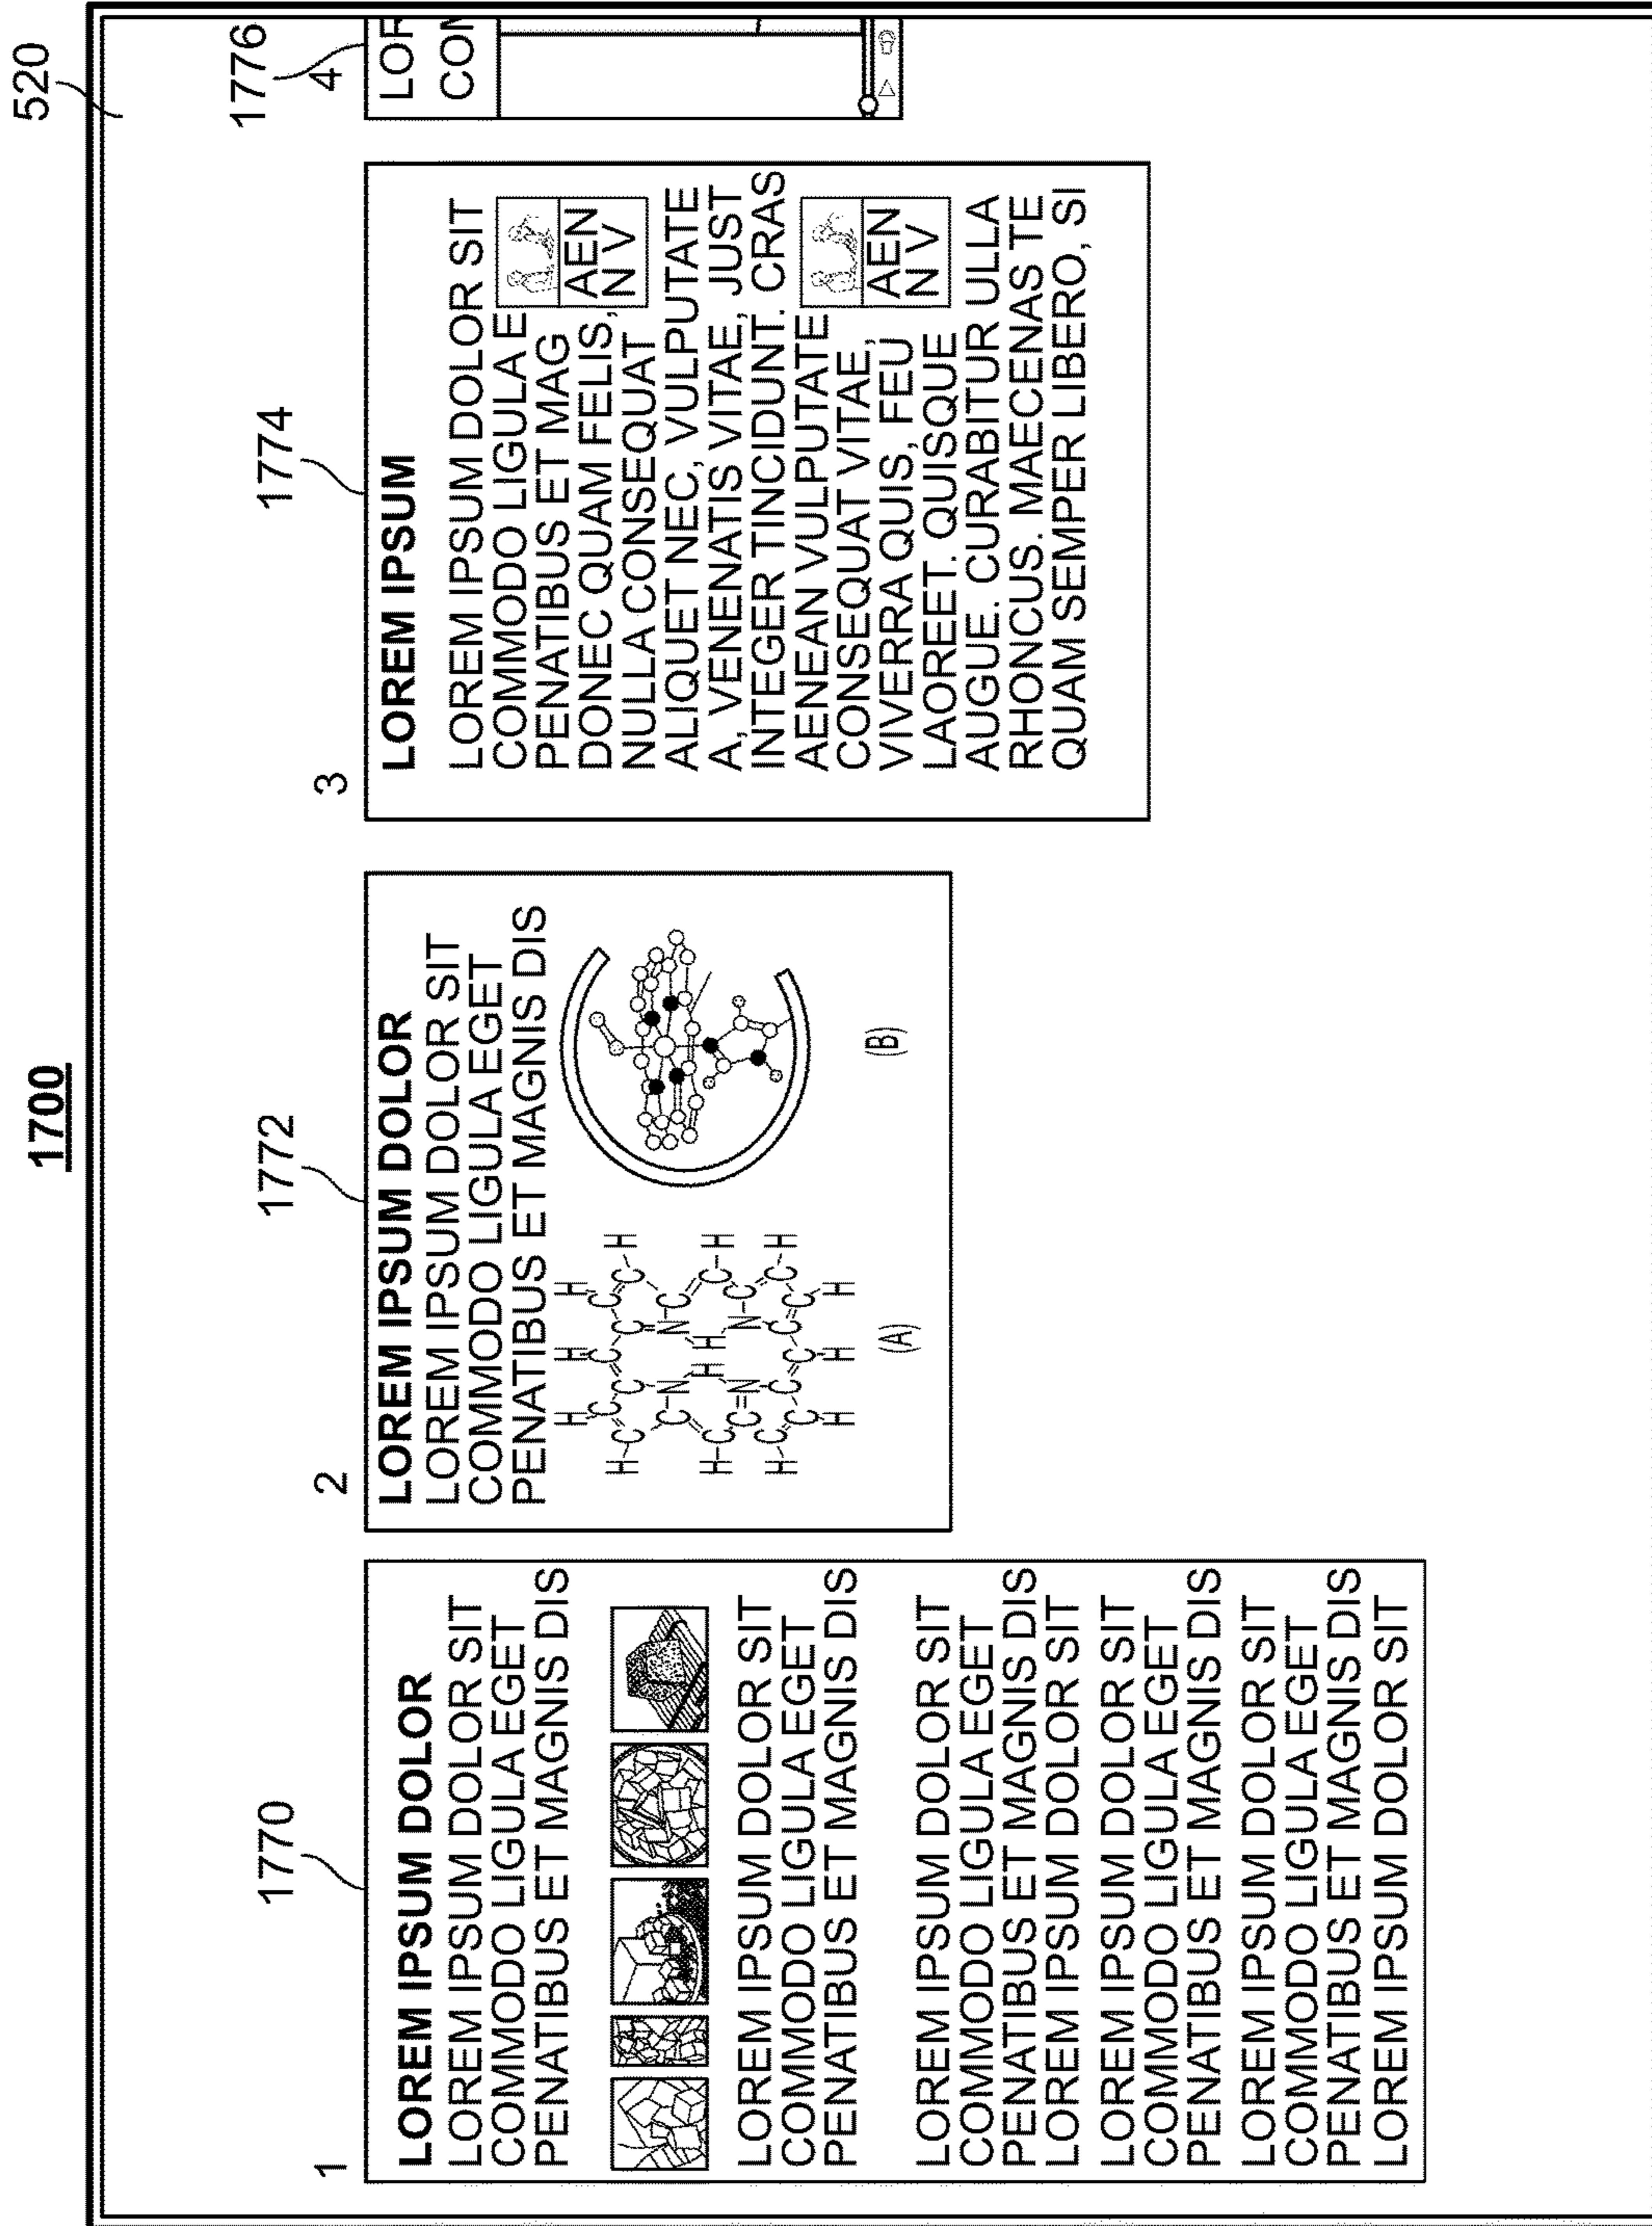 1700
520
1770
1
LOREM IPSUM DOLOR
LOREM IPSUM DOLOR SIT
COMMODO LIGULA EGET
PENATIBUS ET MAGNIS DIS
LOREM IPSUM DOLOR SIT
COMMODO LIGULA EGET
PENATIBUS ET MAGNIS DIS
LOREM IPSUM DOLOR SIT
COMMODO LIGULA EGET
PENATIBUS ET MAGNIS DIS
LOREM IPSUM DOLOR SIT
LOREM IPSUM DOLOR SIT
COMMODO LIGULA EGET
PENATIBUS ET MAGNIS DIS
LOREM IPSUM DOLOR SIT
COMMODO LIGULA EGET
PENATIBUS ET MAGNIS DIS
LOREM IPSUM DOLOR SIT
1772
2
LOREM IPSUM DOLOR
LOREM IPSUM DOLOR SIT
COMMODO LIGULA EGET
PENATIBUS ET MAGNIS DIS
H H H
H C C C C C H
C C C
N N
C H H C
H C C H
C N N C
H C C C C C H
H H H
(A) (B)
1774
3
LOREM IPSUM
LOREM IPSUM DOLOR SIT
COMMODO LIGULA E
PENATIBUS ET MAG
DONEC QUAM FELIS,
NULLA CONSEQUAT
AEN
N V
ALIQUET NEC, VULPUTATE
A, VENENATIS VITAE, JUST
INTEGER TINCIDUNT. CRAS
AENEAN VULPUTATE
CONSEQUAT VITAE,
VIVERRA QUIS, FEU
LAOREET. QUISQUE
AEN
N V
AUGUE. CURABITUR ULLA
RHONCUS. MAECENAS TE
QUAM SEMPER LIBERO, SI
1776
4
LOR
COM